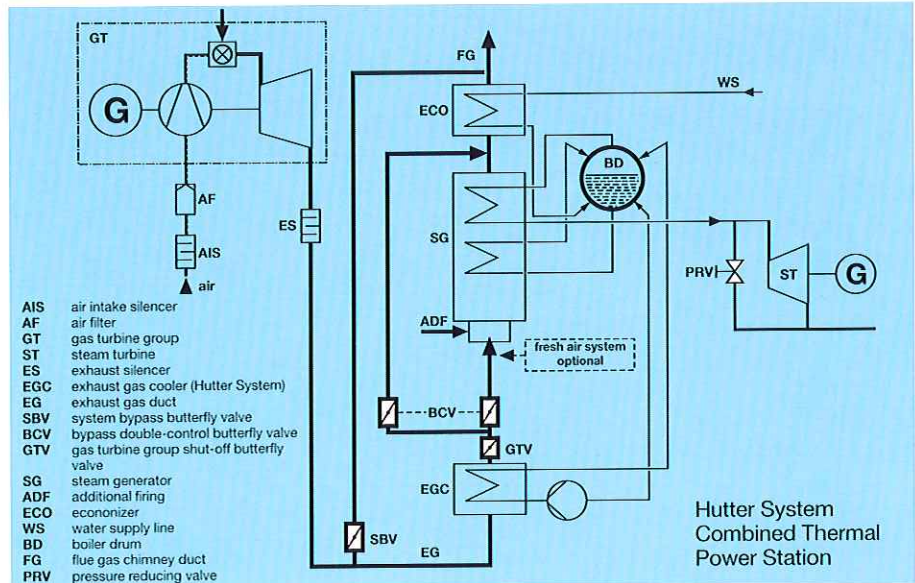 GT
G
AF
AIS
air
ES
FG
WS
ECO
BD
SG
ADF
fresh air system
optional
BCV
GTV
EGC
SBV
EG
PRV
ST
G
AIS air intake silencer
AF air filter
GT gas turbine group
ST steam turbine
ES exhaust silencer
EGC exhaust gas cooler (Hutter System)
EG exhaust gas duct
SBV system bypass butterfly valve
BCV bypass double-control butterfly valve
GTV gas turbine group shut-off butterfly
valve
SG steam generator
ADF additional firing
ECO econonizer
WS water supply line
BD boiler drum
FG flue gas chimney duct
PRV pressure reducing valve
Hutter System
Combined Thermal
Power Station